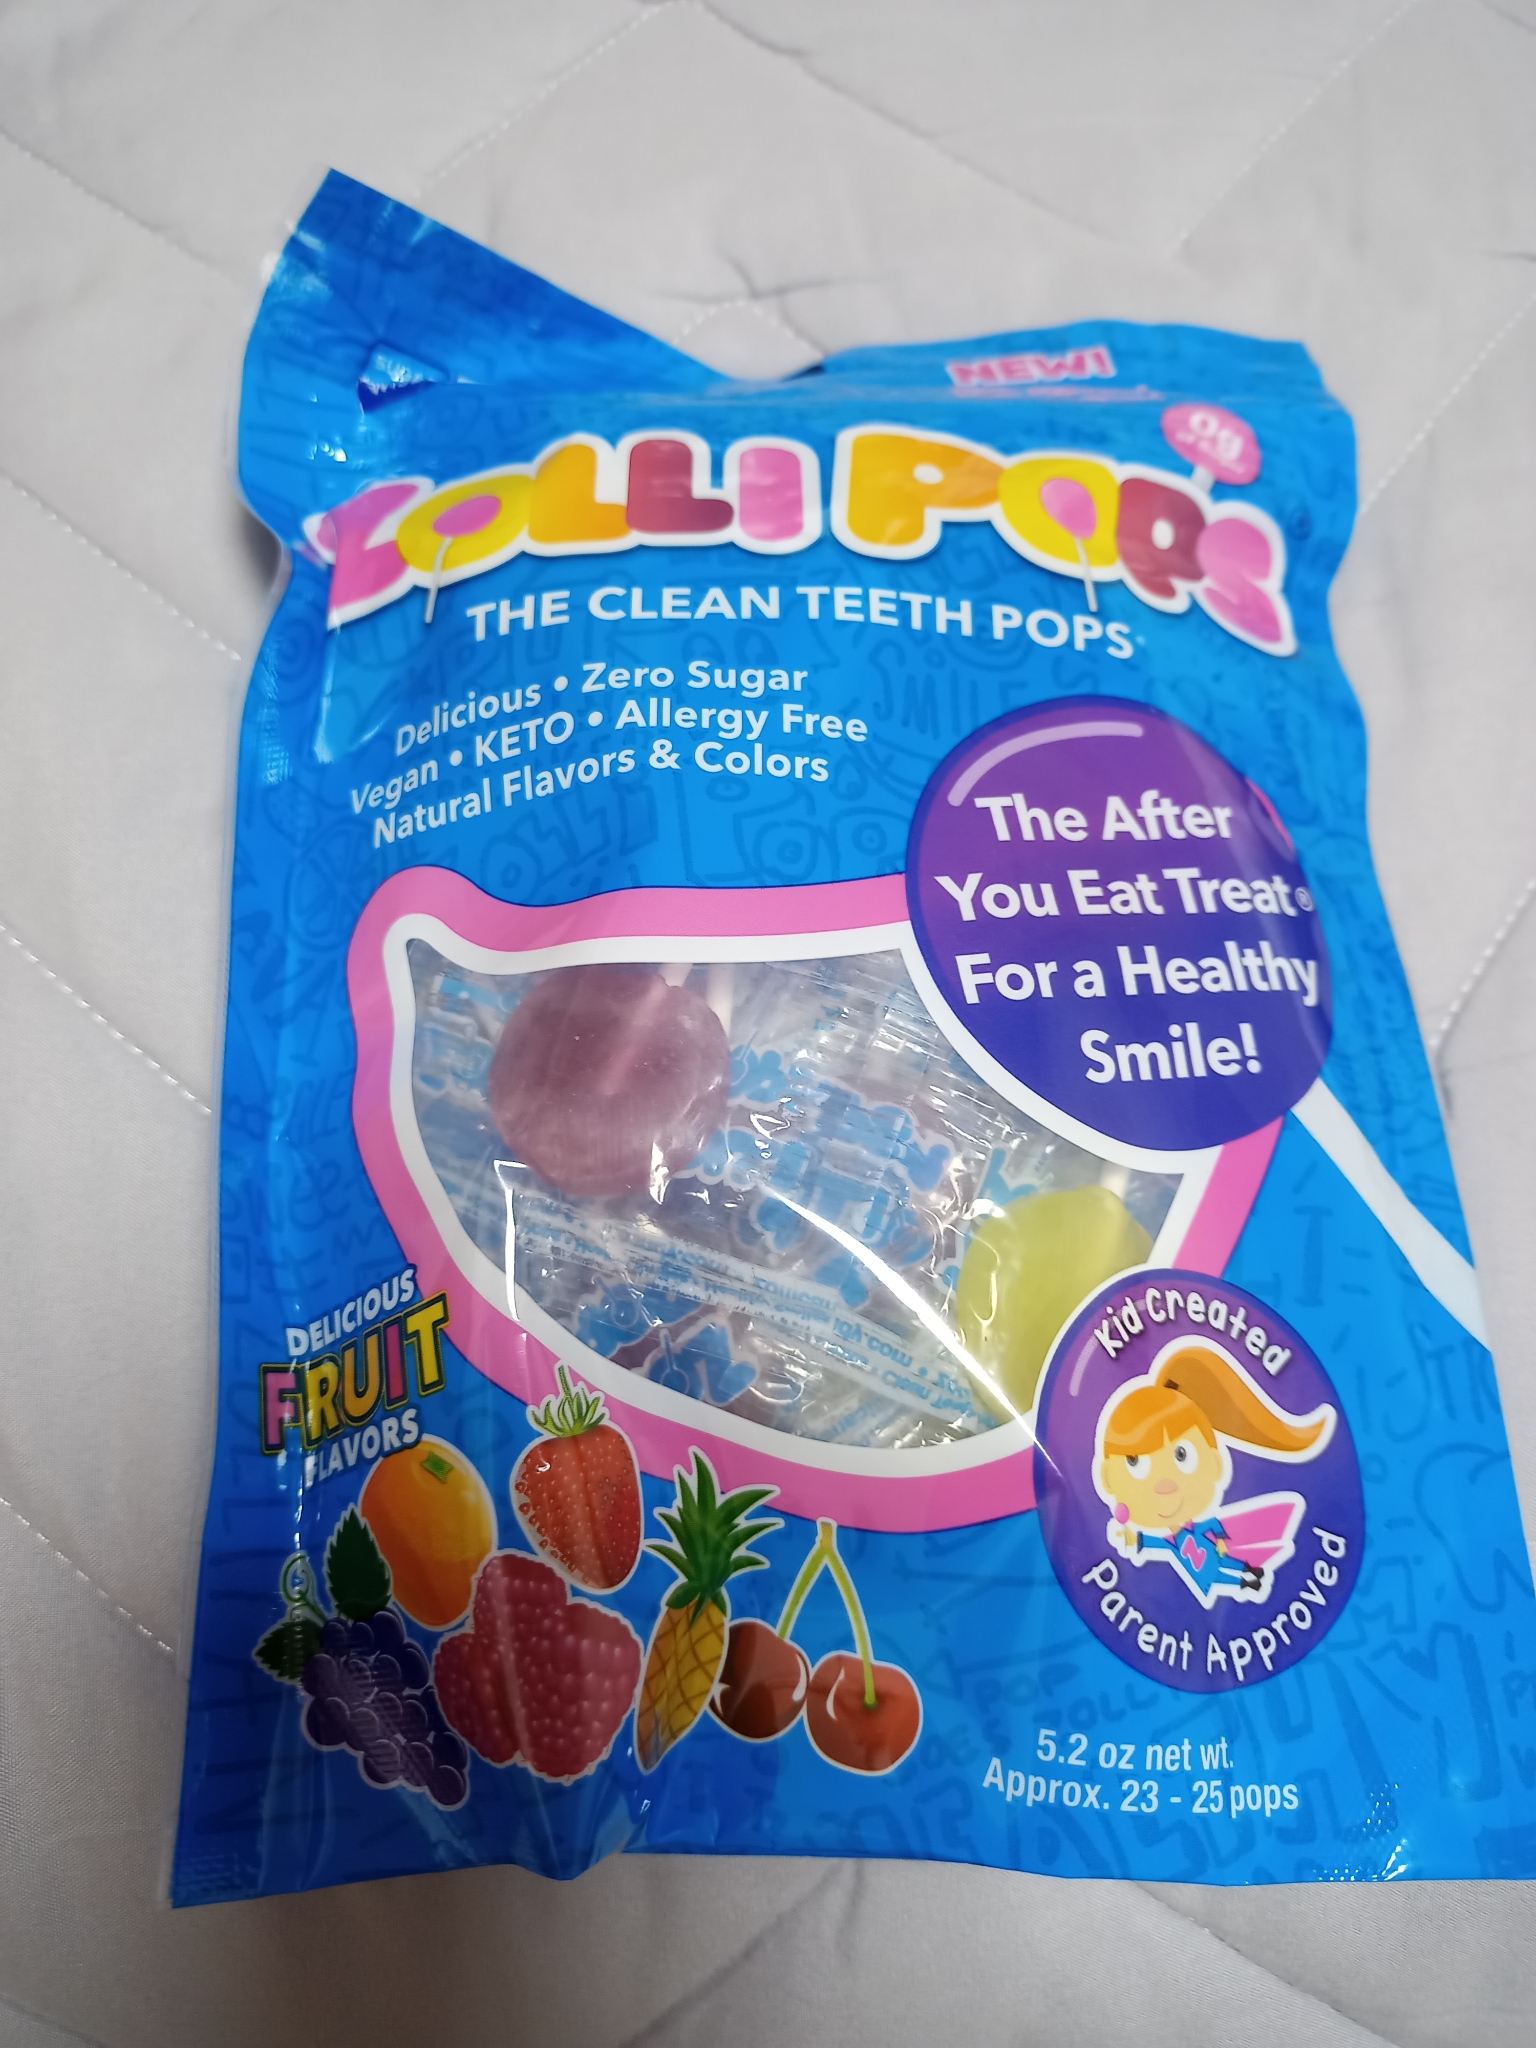 NEW!
0g
LOLLI POPS
THE CLEAN TEETH POPS
Delicious • Zero Sugar
Vegan • KETO • Allergy Free
Natural Flavors & Colors
The After
You Eat Treat®
For a Healthy
Smile!
DELICIOUS
FRUIT
FLAVORS
Kid Created
Parent Approved
5.2 oz net wt.
Approx. 23 - 25 pops